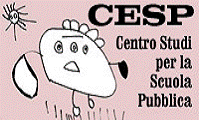 CESP
Centro Studi
per la
Scuola
Pubblica